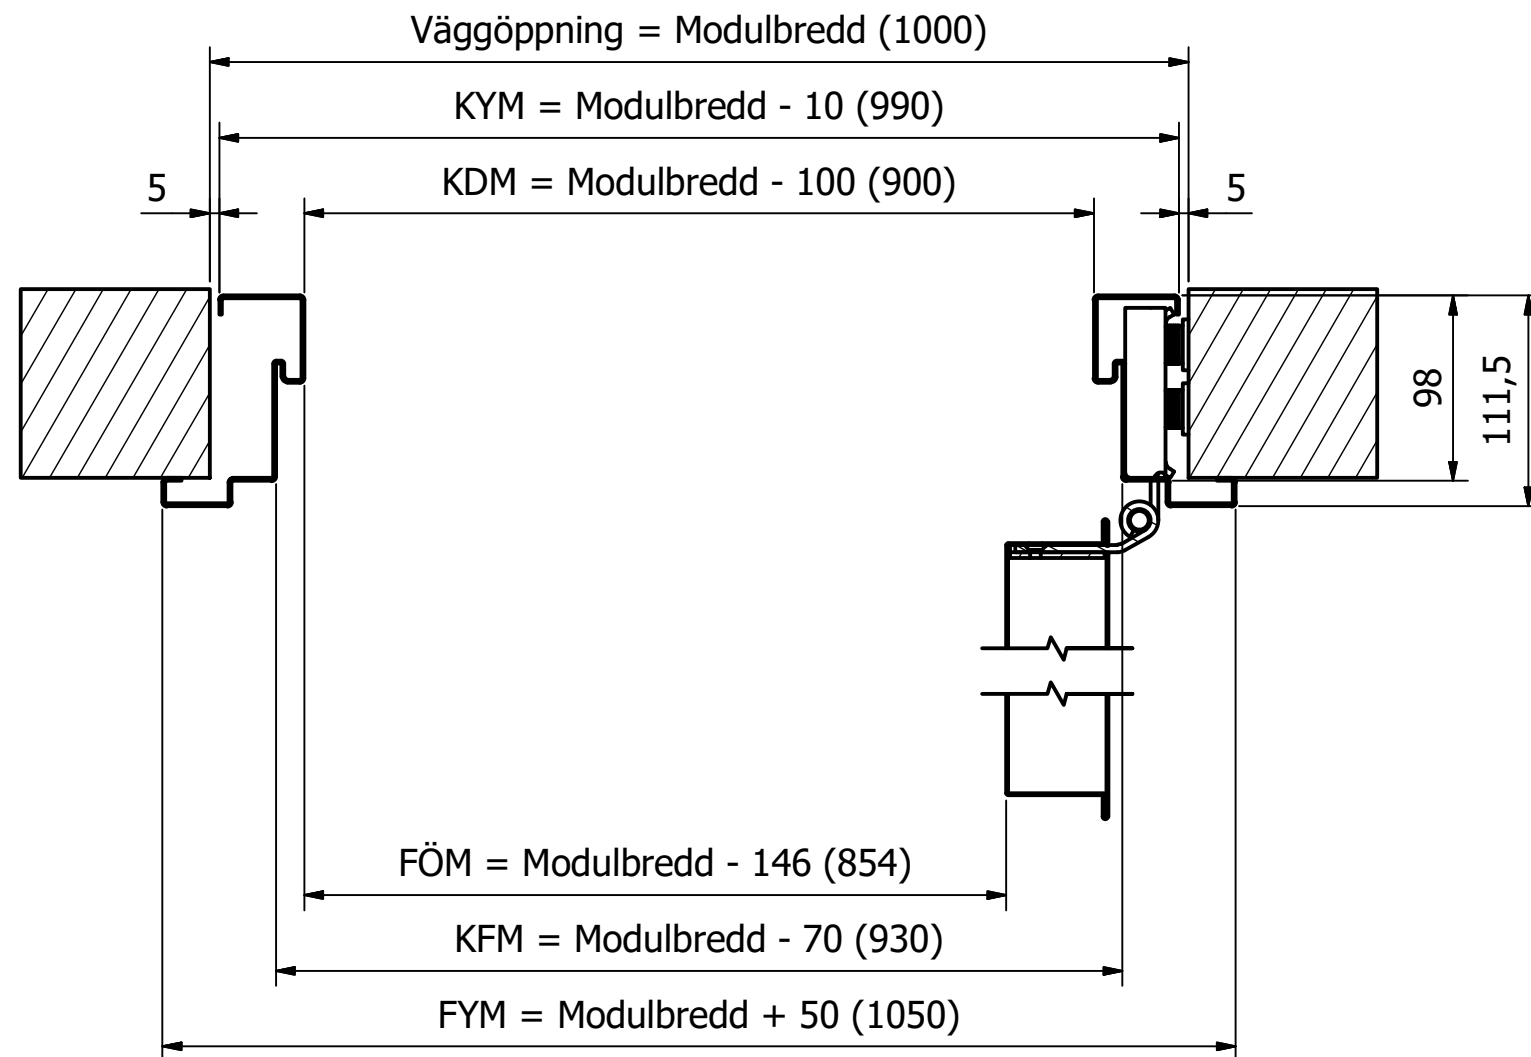 Väggöppning = Modulbredd (1000)
KYM = Modulbredd - 10 (990)
KDM = Modulbredd - 100 (900)
5
5
98
111,5
FÖM = Modulbredd - 146 (854)
KFM = Modulbredd - 70 (930)
FYM = Modulbredd + 50 (1050)